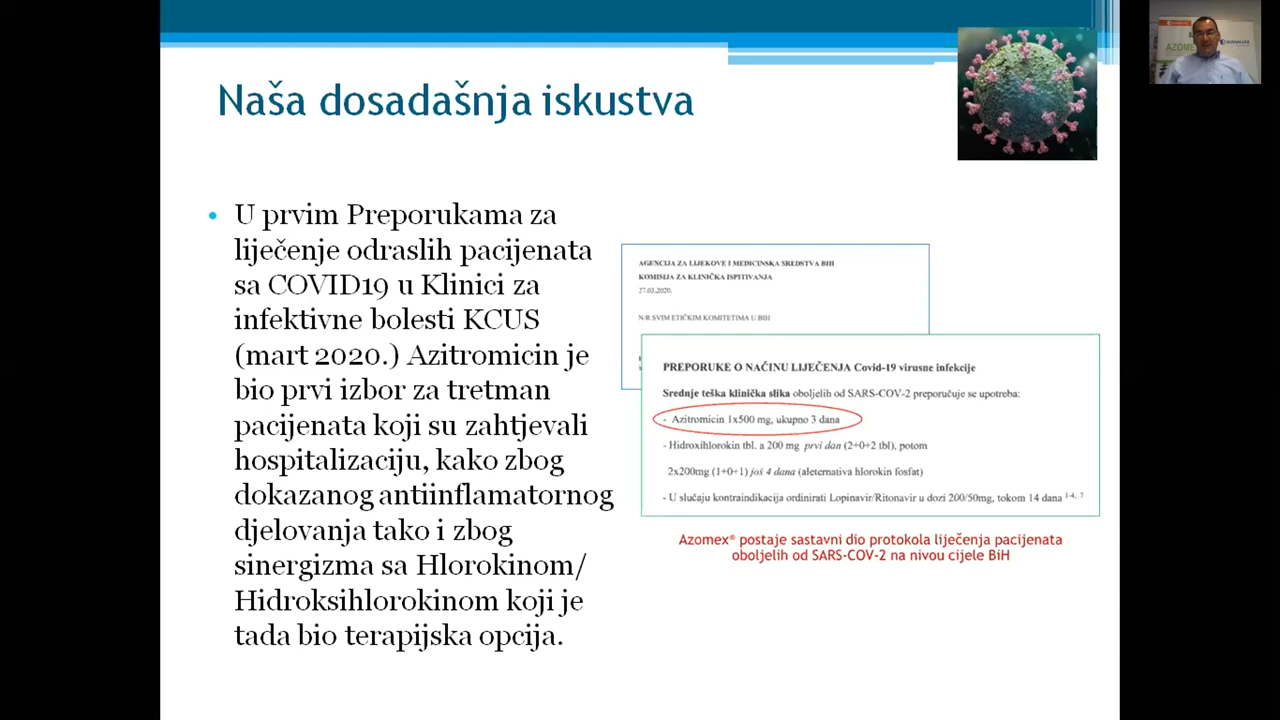 Naša dosadašnja iskustva
• U prvim Preporukama za
liječenje odraslih pacijenata
sa COVID19 u Klinici za
infektivne bolesti KCUS
(mart 2020.) Azitromicin je
bio prvi izbor za tretman
pacijenata koji su zahtjevali
hospitalizaciju, kako zbog
dokazanog antiinflamatornog
djelovanja tako i zbog
sinergizma sa Hlorokinom/
Hidroksihlorokinom koji je
tada bio terapijska opcija.
AGENCIJA ZA LIJEKOVE I MEDICINSKA SREDSTVA BIH
KOMISIJA ZA KLINIČKA ISPITIVANJA
27.03.2020.
N/R SVIM ETIČKIM KOMITETIMA U BIH
PREPORUKE O NAČINU LIJEČENJA Covid-19 virusne infekcije
Srednje teška klinička slika oboljelih od SARS-COV-2 preporučuje se upotreba:
- Azitromicin 1x500 mg, ukupno 3 dana
- Hidroxihlorokin tbl. a 200 mg prvi dan (2+0+2 tbl), potom
2x200mg (1+0+1) još 4 dana (aleternativa hlorokin fosfat)
- U slučaju kontraindikacija ordinirati Lopinavir/Ritonavir u dozi 200/50mg, tokom 14 dana 1-4, 7
Azomex® postaje sastavni dio protokola liječenja pacijenata
oboljelih od SARS-COV-2 na nivou cijele BiH